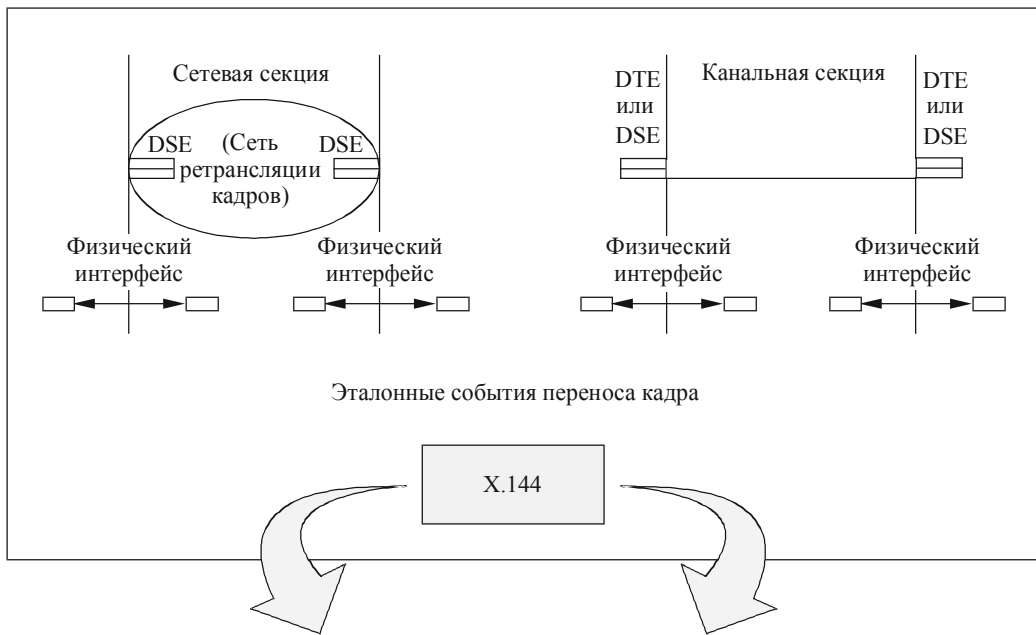 Сетевая секция
DSE
(Сеть
ретрансляции
кадров)
DSE
DTE
или
DSE
Канальная секция
DTE
или
DSE
Физический
интерфейс
Физический
интерфейс
Физический
интерфейс
Физический
интерфейс
Эталонные события переноса кадра
X.144